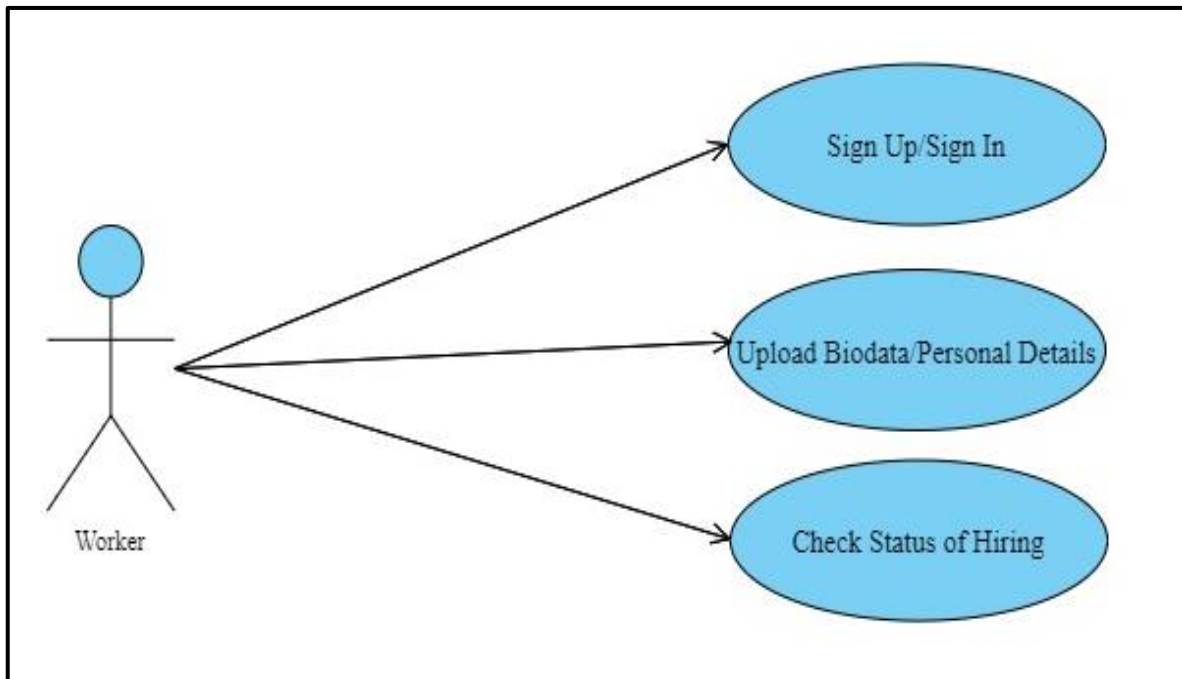 Sign Up/Sign In
Upload Biodata/Personal Details
Check Status of Hiring
Worker